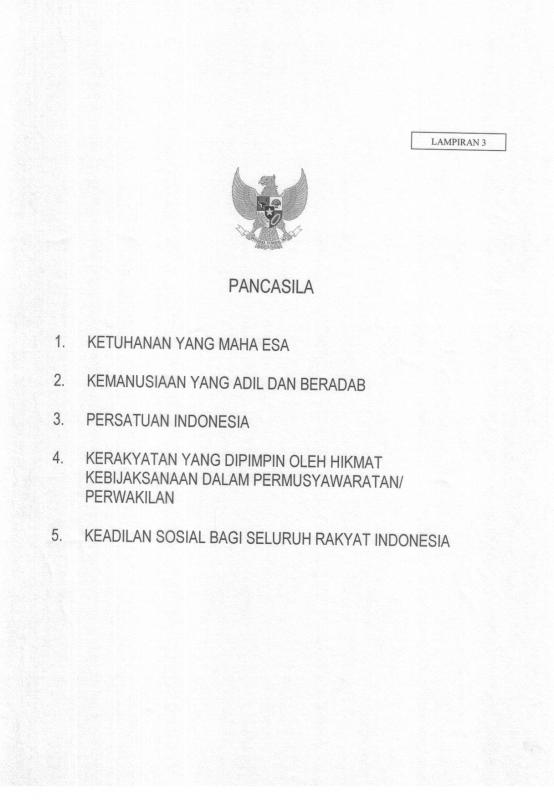 LAMPIRAN 3
PANCASILA
1. KETUHANAN YANG MAHA ESA
2. KEMANUSIAAN YANG ADIL DAN BERADAB
3. PERSATUAN INDONESIA
4. KERAKYATAN YANG DIPIMPIN OLEH HIKMAT
KEBIJAKSANAAN DALAM PERMUSYAWARATAN/
PERWAKILAN
5. KEADILAN SOSIAL BAGI SELURUH RAKYAT INDONESIA